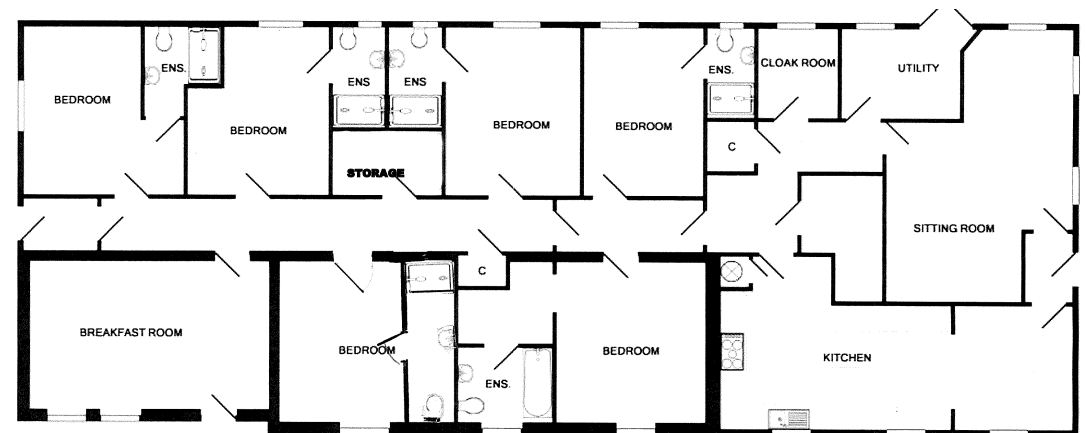 ENS.
CLOAK ROOM
UTILITY
ENS
ENS
ENS.
BEDROOM
BEDROOM
BEDROOM
BEDROOM
C
STORAGE
SITTING ROOM
C
BREAKFAST ROOM
BEDROOM
BEDROOM
KITCHEN
ENS.